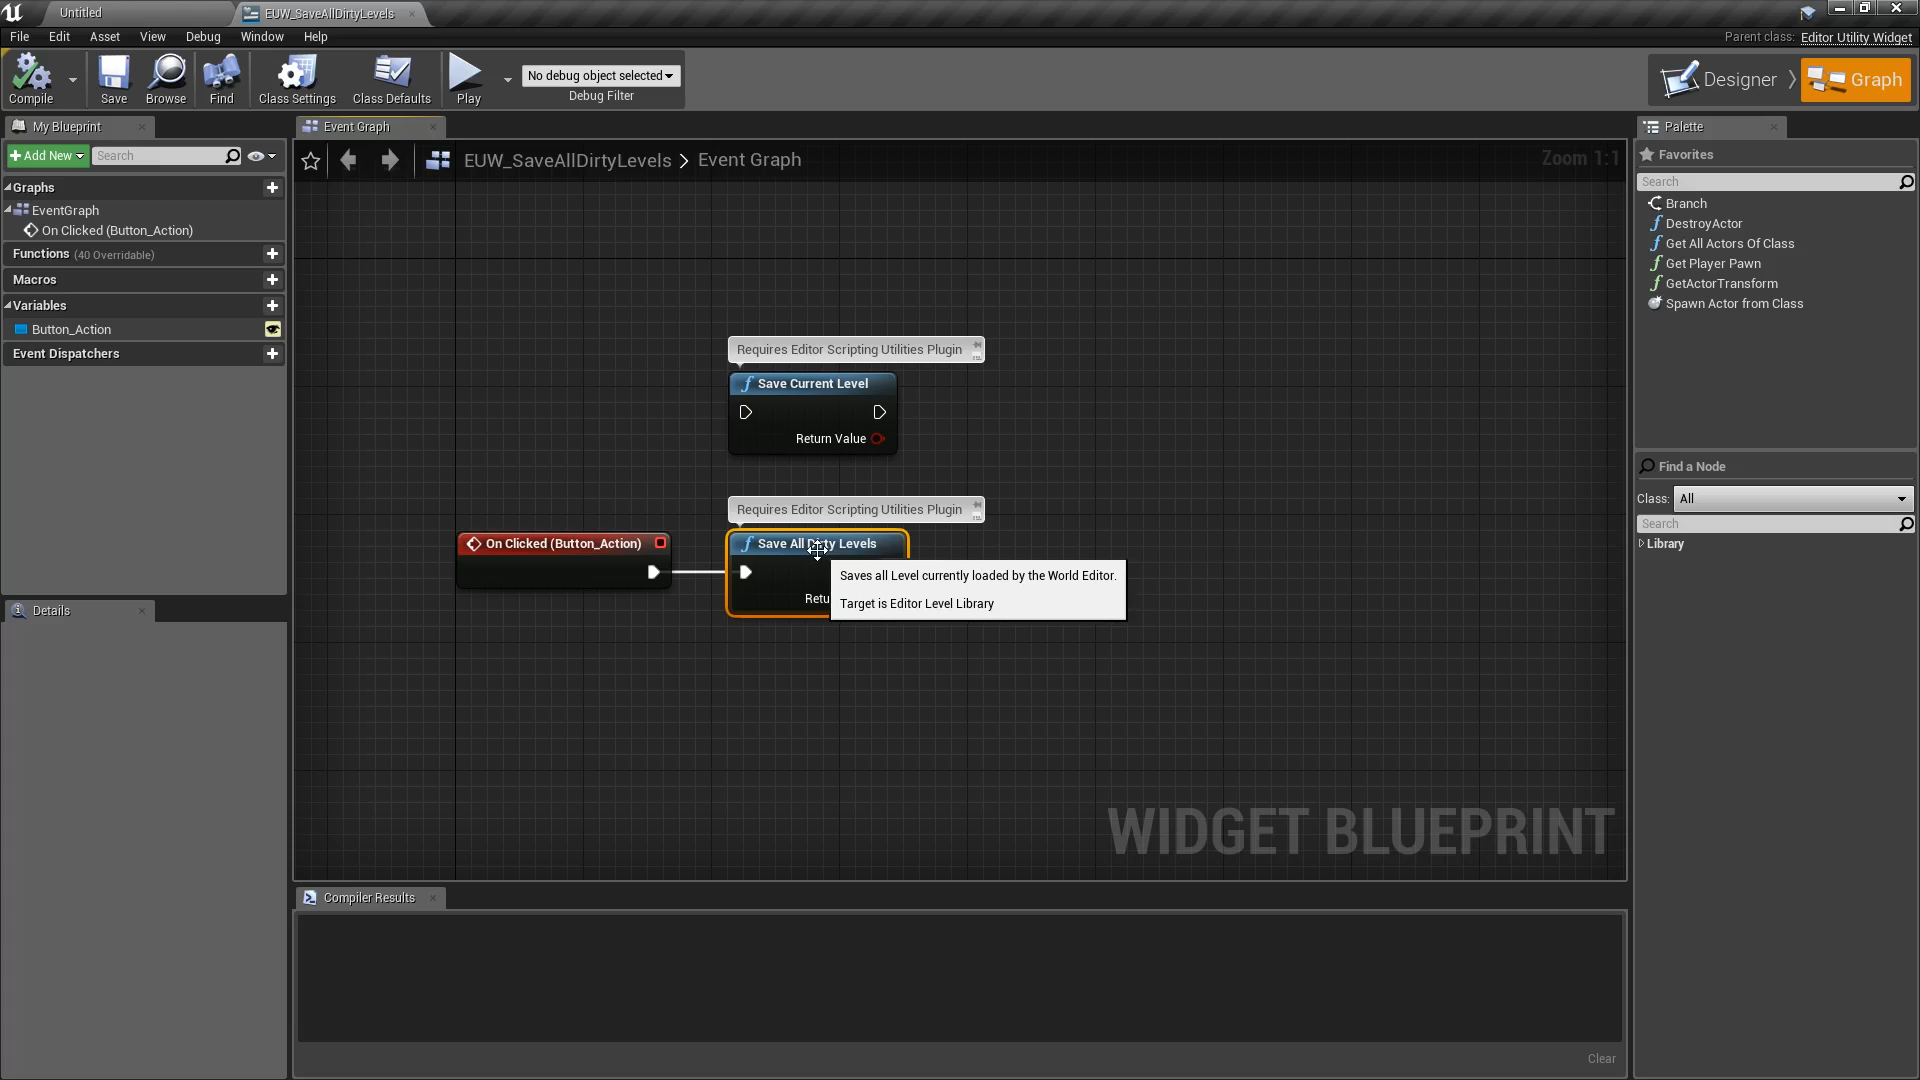 Untitled
EUW_SaveAllDirtyLevels
File Edit Asset View Debug Window Help
Parent class: Editor Utility Widget
Compile
Save
Browse
Find
Class Settings
Class Defaults
Play
No debug object selected
Debug Filter
Designer
Graph
My Blueprint
Add New
Search
Graphs
EventGraph
On Clicked (Button_Action)
Functions (40 Overridable)
Macros
Variables
Button_Action
Event Dispatchers
Details
Event Graph
EUW_SaveAllDirtyLevels > Event Graph
Zoom 1:1
Requires Editor Scripting Utilities Plugin
f Save Current Level
Return Value
Requires Editor Scripting Utilities Plugin
On Clicked (Button_Action)
f Save All Dirty Levels
Retu
Saves all Level currently loaded by the World Editor.
Target is Editor Level Library
WIDGET BLUEPRINT
Compiler Results
Clear
Palette
Favorites
Search
Branch
f DestroyActor
f Get All Actors Of Class
f Get Player Pawn
f GetActorTransform
Spawn Actor from Class
Find a Node
Class: All
Search
Library